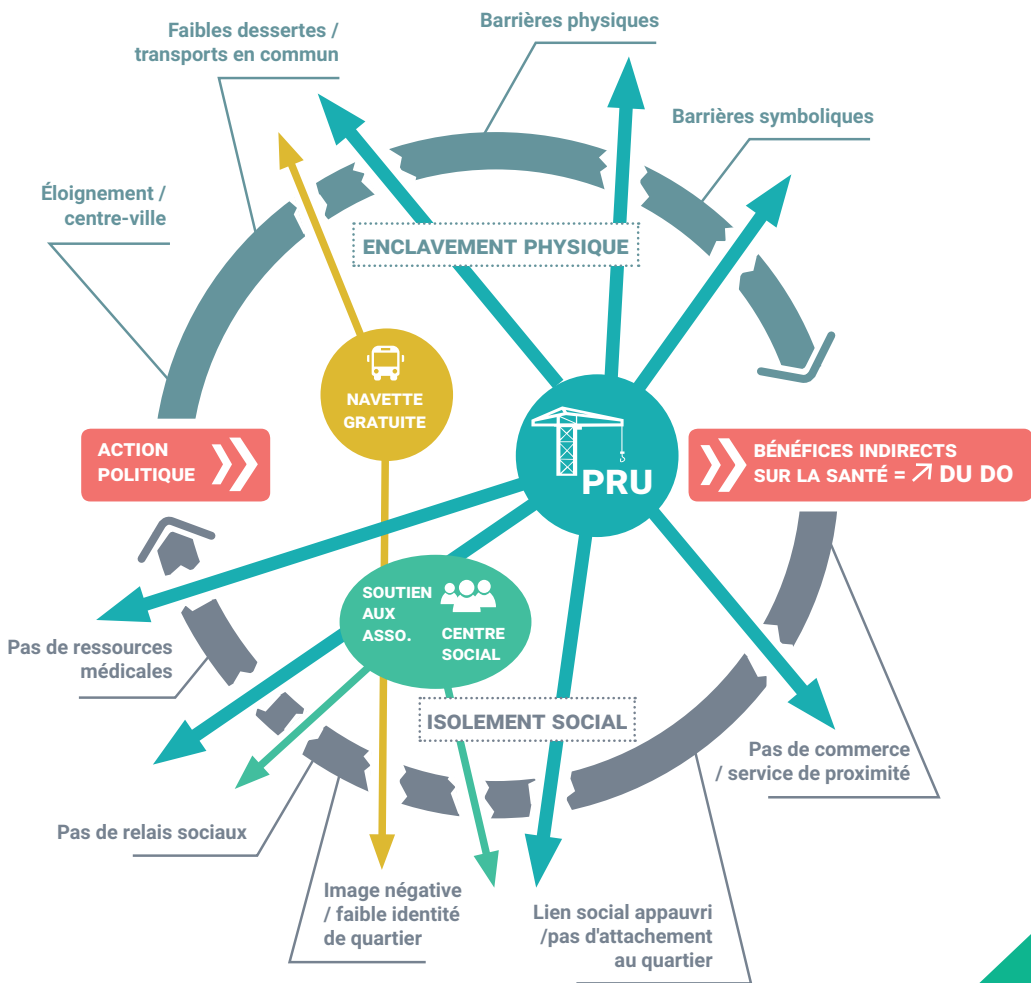 Faibles dessertes /
transports en commun
Barrières physiques
Barrières symboliques
Éloignement /
centre-ville
ENCLAVEMENT PHYSIQUE
NAVETTE
GRATUITE
ACTION
POLITIQUE
PRU
BÉNÉFICES INDIRECTS
SUR LA SANTÉ = ↗ DU DO
SOUTIEN
AUX
ASSO.
CENTRE
SOCIAL
Pas de ressources
médicales
ISOLEMENT SOCIAL
Pas de commerce
/ service de proximité
Pas de relais sociaux
Image négative
/ faible identité
de quartier
Lien social appauvri
/pas d'attachement
au quartier